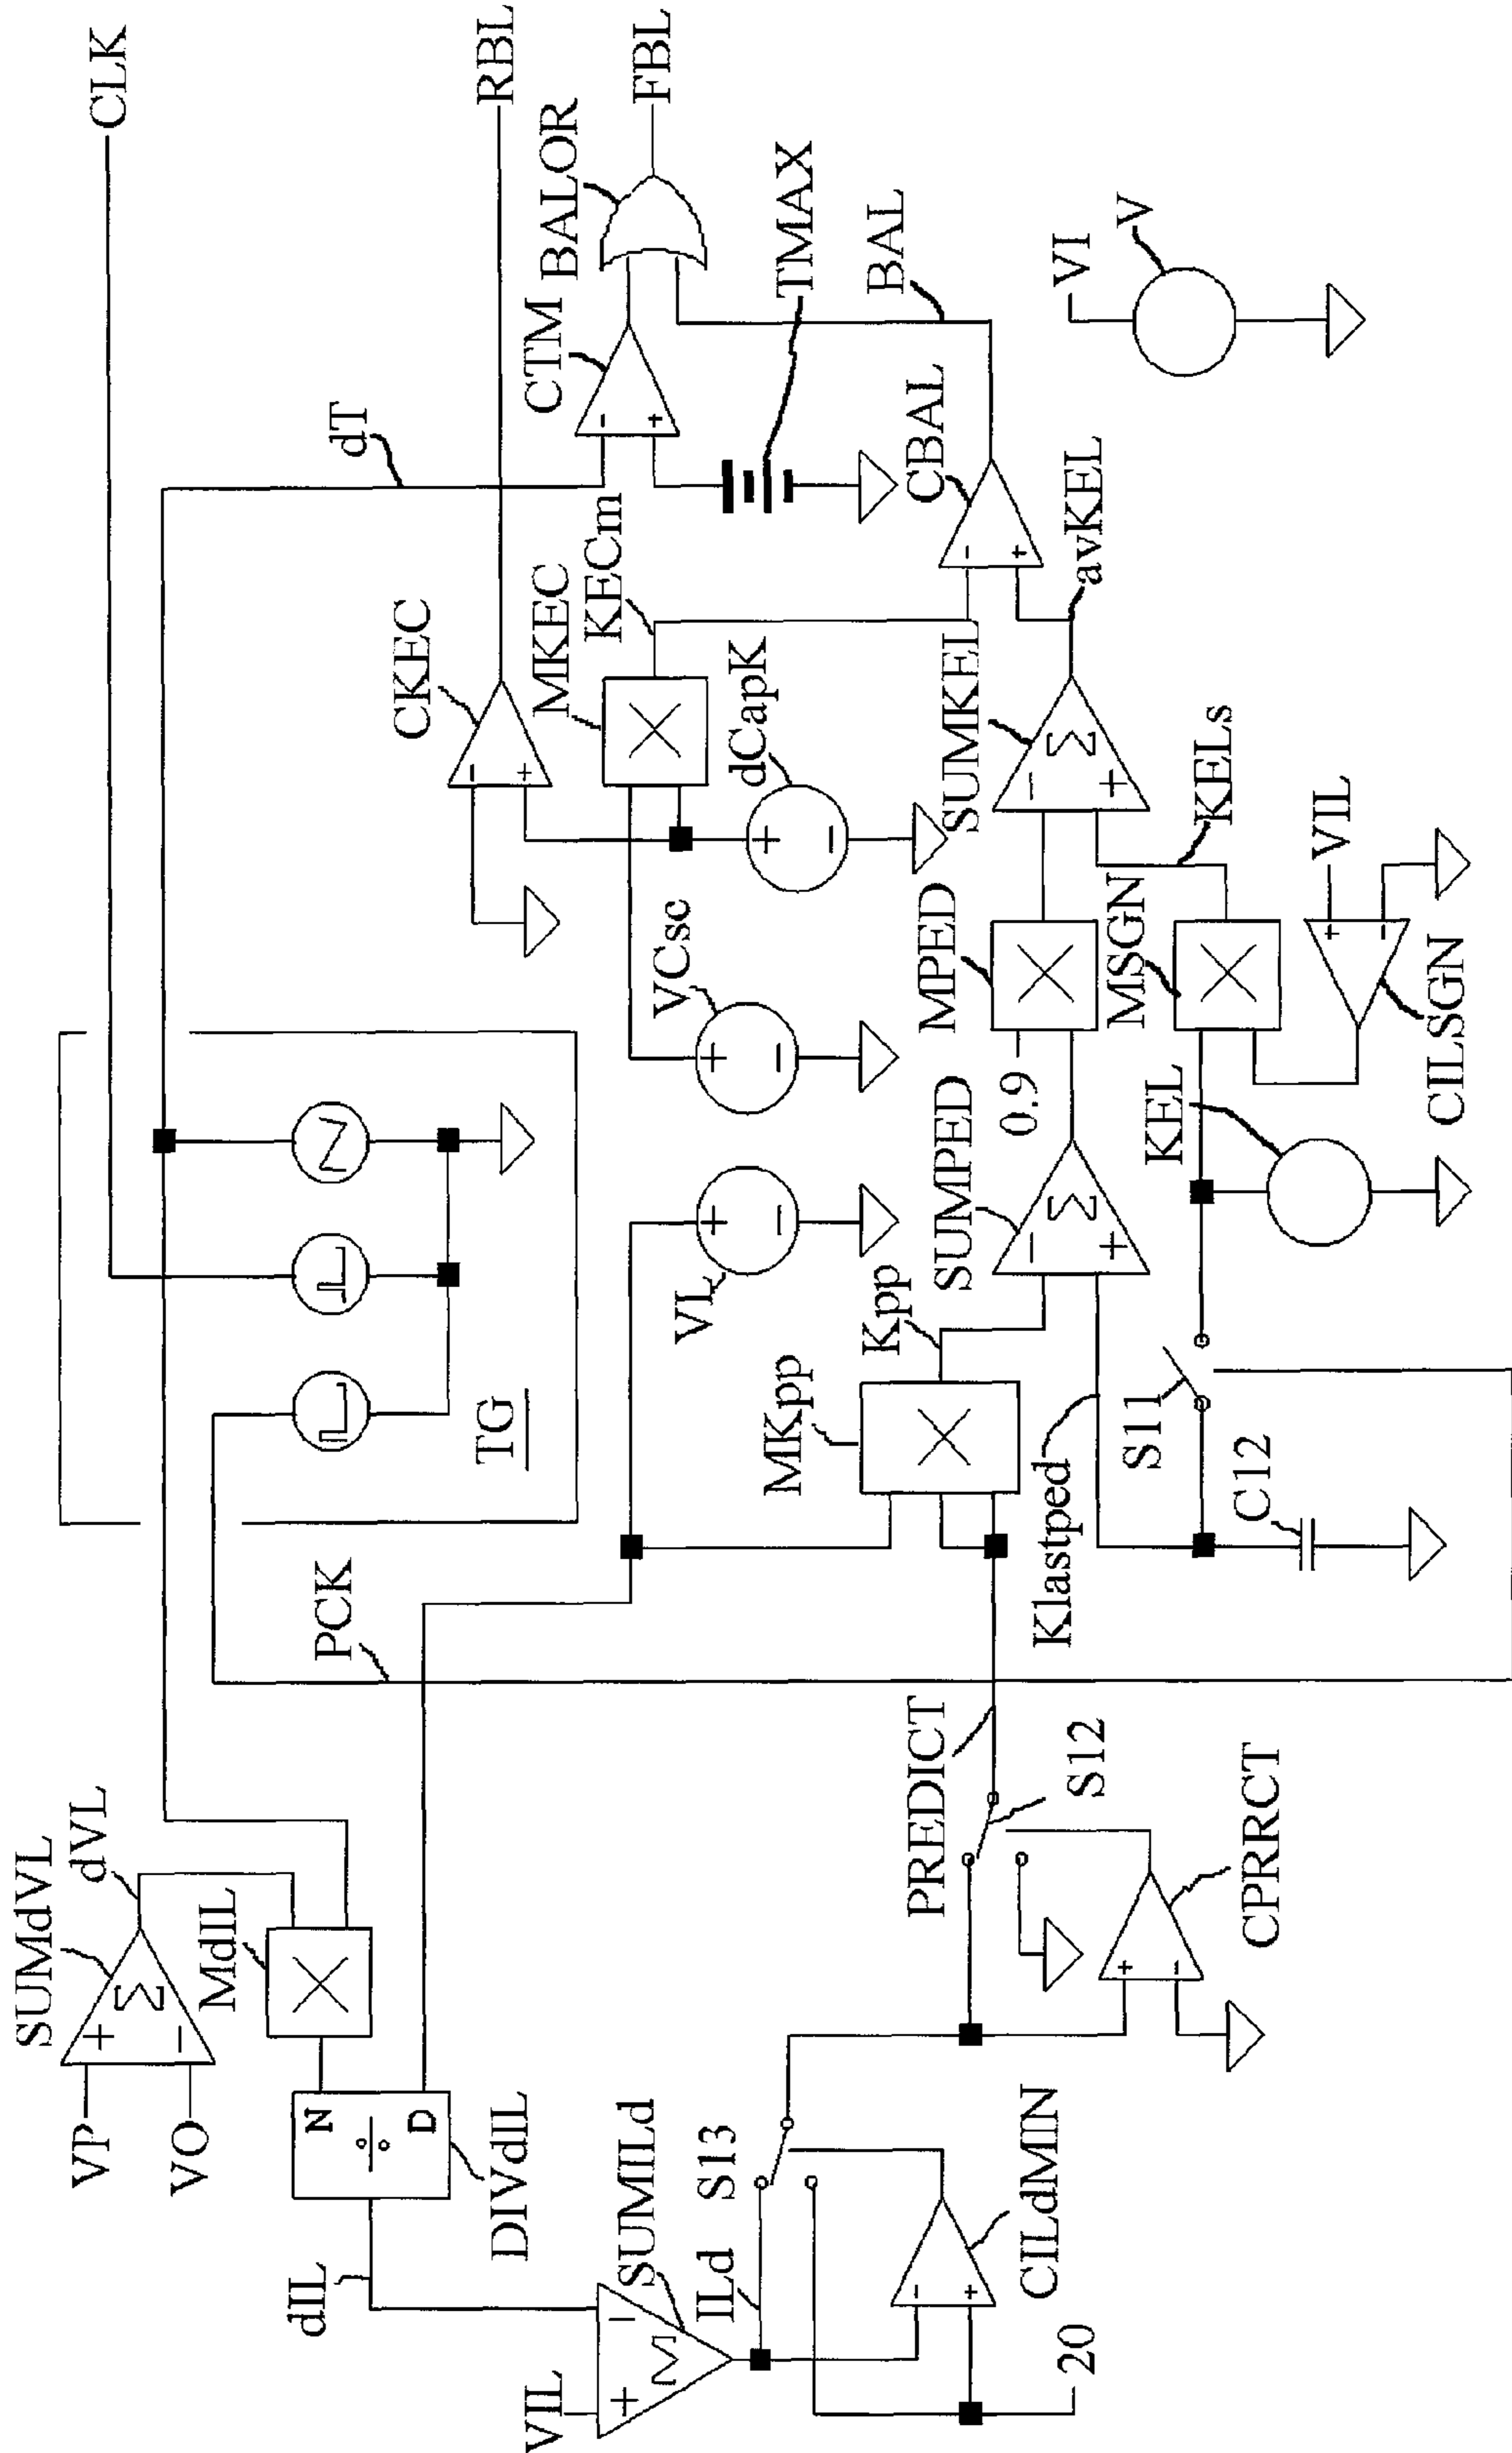 CLK
RBL
FBL
BALOR
CTM
TMAX
BAL
VI
V
dT
CKEC
MKEC
KECm
dCapK
CBAL
avKEL
SUMKEL
KELs
VIL
VCsc
MPED
MSGN
CILSGN
0.9
KEL
SUMPED
VL
Kpp
MKpp
TG
S11
C12
Klastped
PCK
PREDICT
S12
CPRRCT
SUMdVL
dVL
MdIL
VP
VO
N
D
DIVdIL
dIL
SUMILd
ILd
S13
CILdMIN
VIL
20